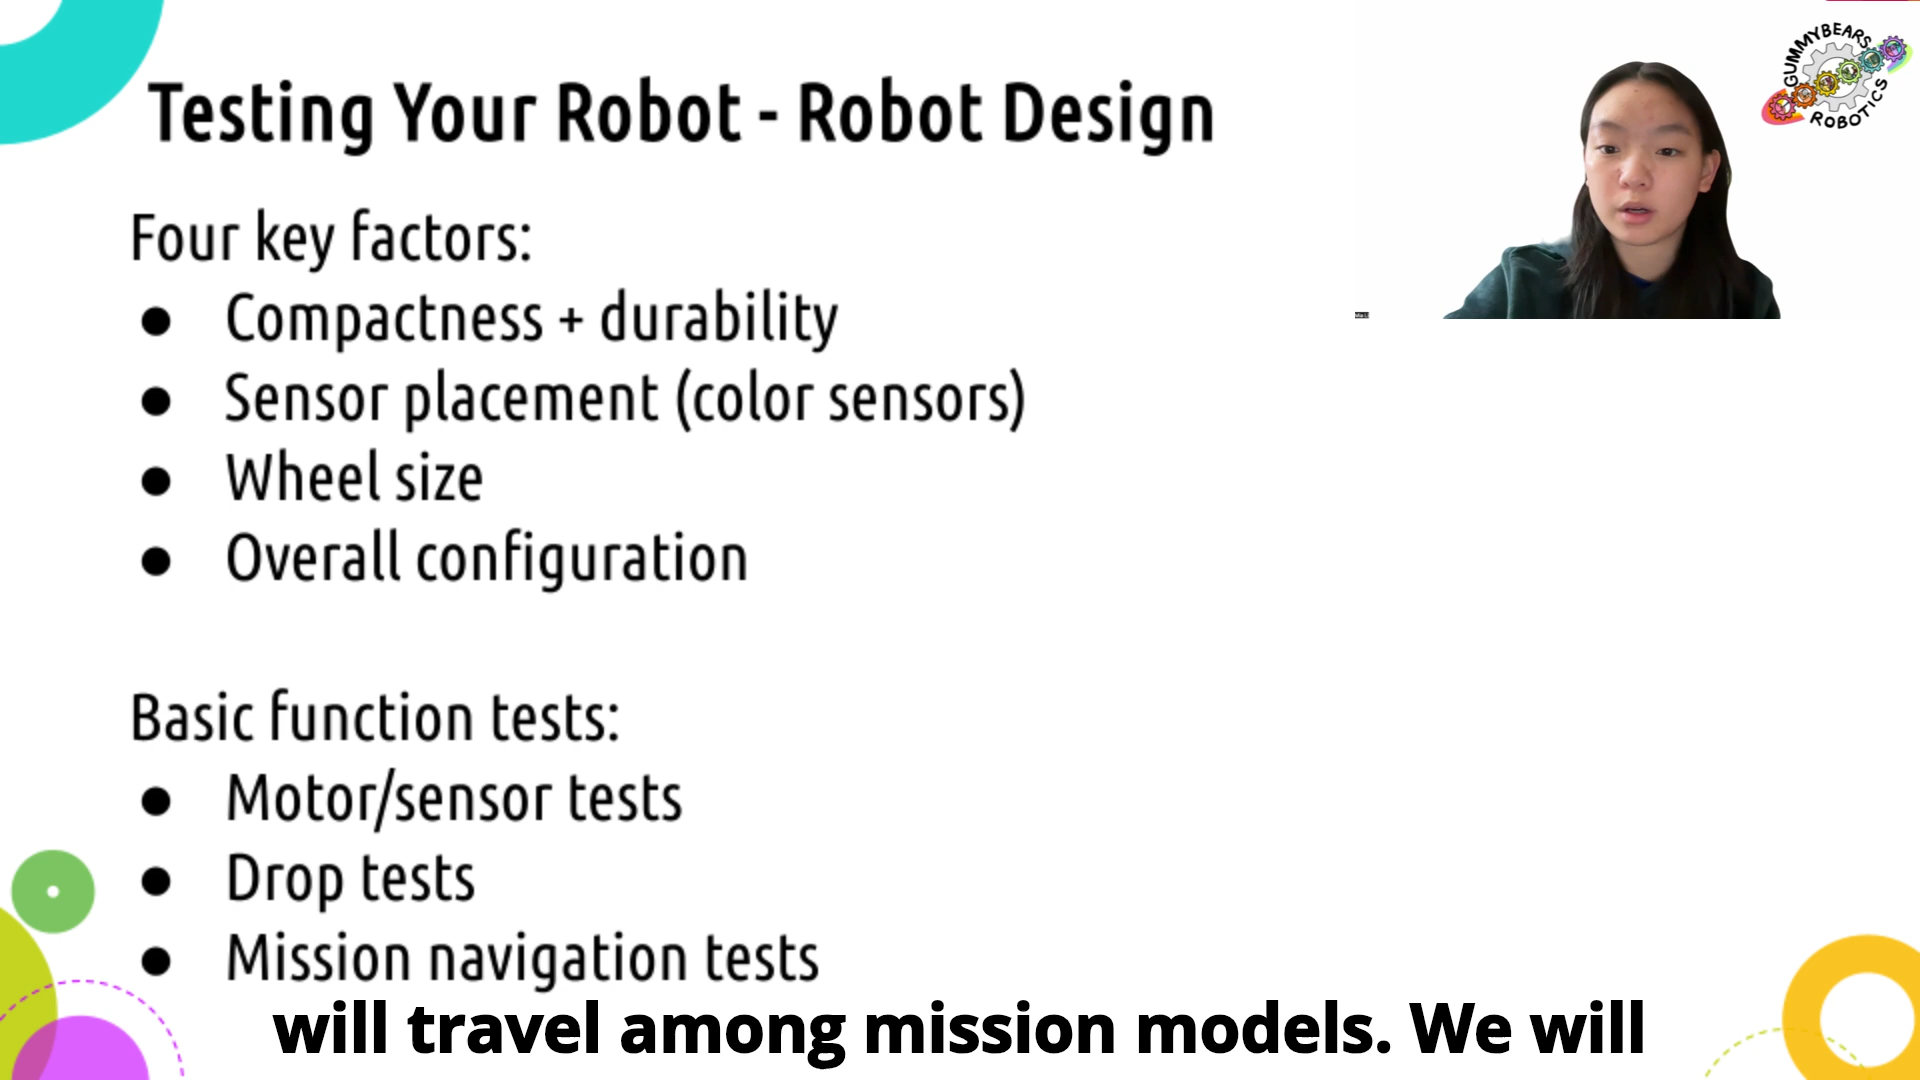 Testing Your Robot - Robot Design
GUMMYBEARS
ROBOTICS
Four key factors:
● Compactness + durability
● Sensor placement (color sensors)
● Wheel size
● Overall configuration
Basic function tests:
● Motor/sensor tests
● Drop tests
● Mission navigation tests
will travel among mission models. We will